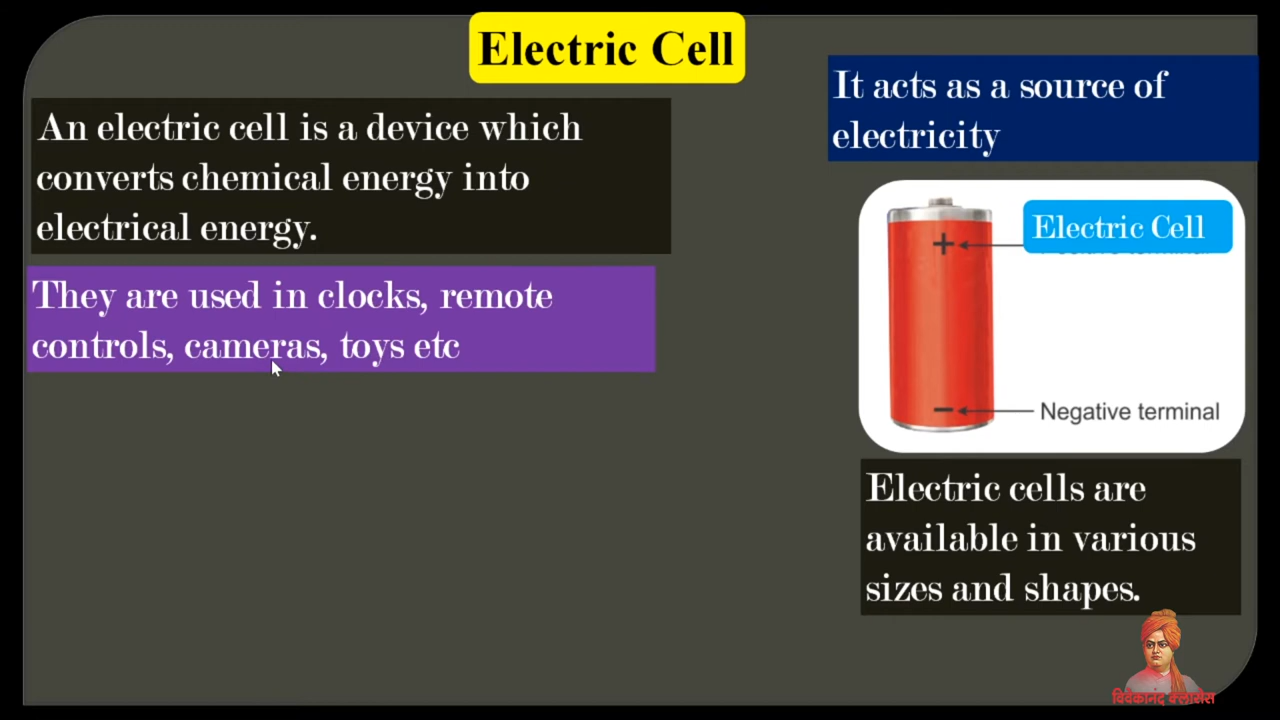 Electric Cell
An electric cell is a device which
converts chemical energy into
electrical energy.
They are used in clocks, remote
controls, cameras, toys etc
It acts as a source of
electricity
Electric Cell
+
−
Negative terminal
Electric cells are
available in various
sizes and shapes.
विवेकानंद क्लासेस